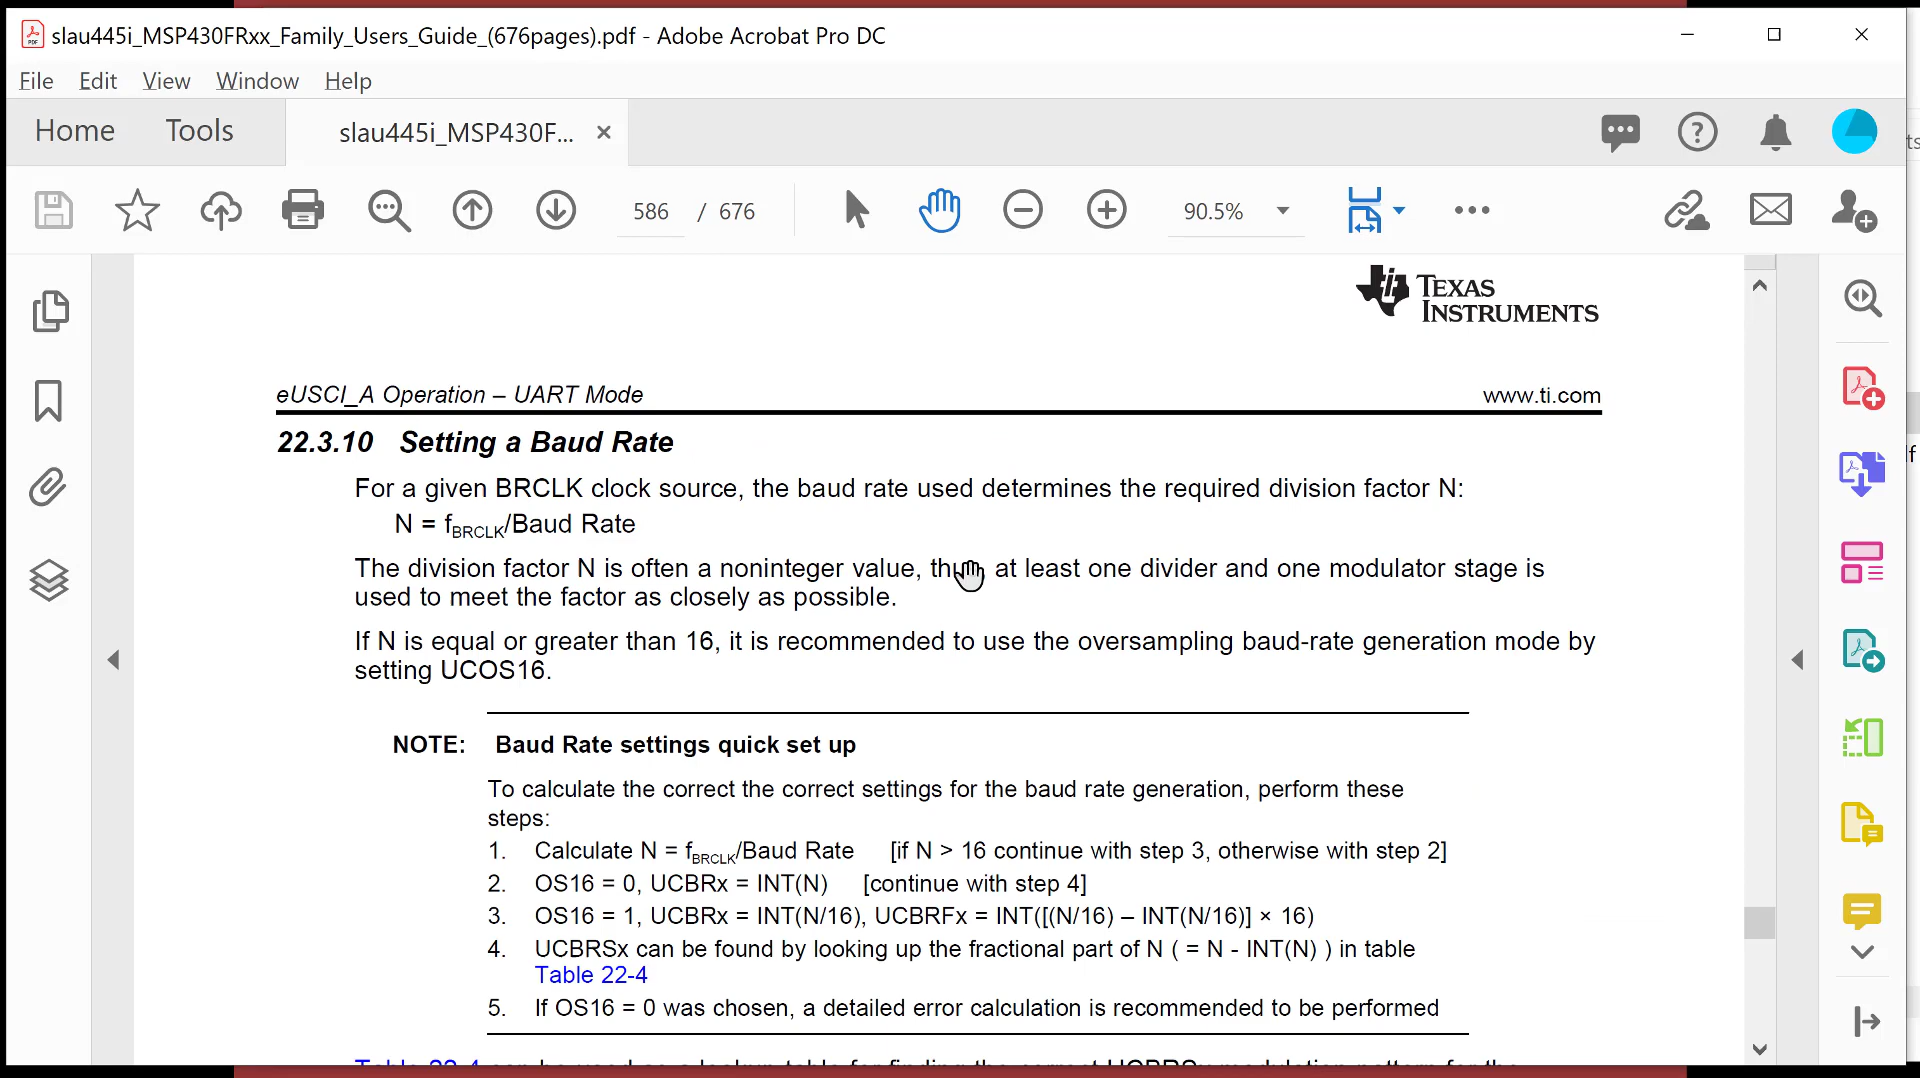 slau445i_MSP430FRxx_Family_Users_Guide_(676pages).pdf - Adobe Acrobat Pro DC
File Edit View Window Help
Home Tools slau445i_MSP430F...
586 / 676 90.5%
TEXAS
INSTRUMENTS
eUSCI_A Operation – UART Mode www.ti.com
22.3.10 Setting a Baud Rate
For a given BRCLK clock source, the baud rate used determines the required division factor N:
N = fBRCLK/Baud Rate
The division factor N is often a noninteger value, at least one divider and one modulator stage is
used to meet the factor as closely as possible.
If N is equal or greater than 16, it is recommended to use the oversampling baud-rate generation mode by
setting UCOS16.
NOTE: Baud Rate settings quick set up
To calculate the correct the correct settings for the baud rate generation, perform these
steps:
1. Calculate N = fBRCLK/Baud Rate [if N > 16 continue with step 3, otherwise with step 2]
2. OS16 = 0, UCBRx = INT(N) [continue with step 4]
3. OS16 = 1, UCBRx = INT(N/16), UCBRFx = INT([(N/16) – INT(N/16)] × 16)
4. UCBRSx can be found by looking up the fractional part of N ( = N - INT(N) ) in table
Table 22-4
5. If OS16 = 0 was chosen, a detailed error calculation is recommended to be performed